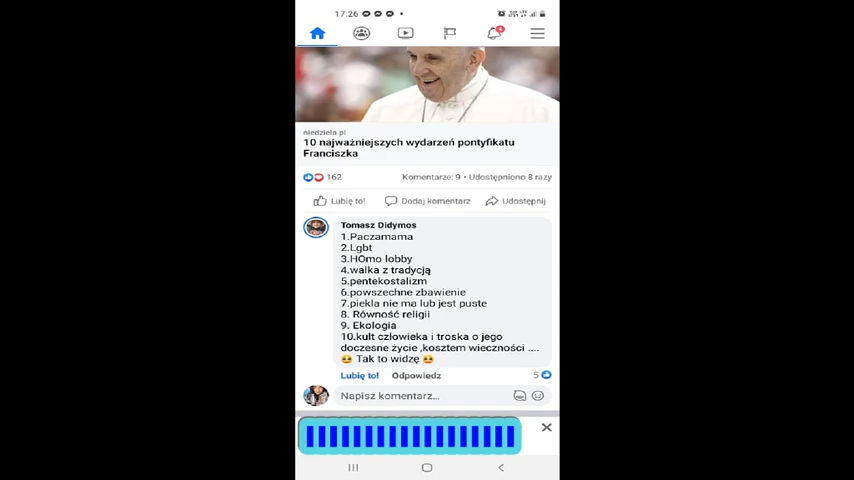 17:26
4
niedziela.pl
10 najważniejszych wydarzeń pontyfikatu
Franciszka
162
Komentarze: 9 • Udostępniono 8 razy
Lubię to!
Dodaj komentarz
Udostępnij
Tomasz Didymos
1.Paczamama
2.Lgbt
3.HOmo lobby
4.walka z tradycją
5.pentekostalizm
6.powszechne zbawienie
7.piekla nie ma lub jest puste
8. Równość religii
9. Ekologia
10.kult człowieka i troska o jego
doczesne życie ,kosztem wieczności ....
Tak to widzę
Lubię to!
Odpowiedz
5
Napisz komentarz...